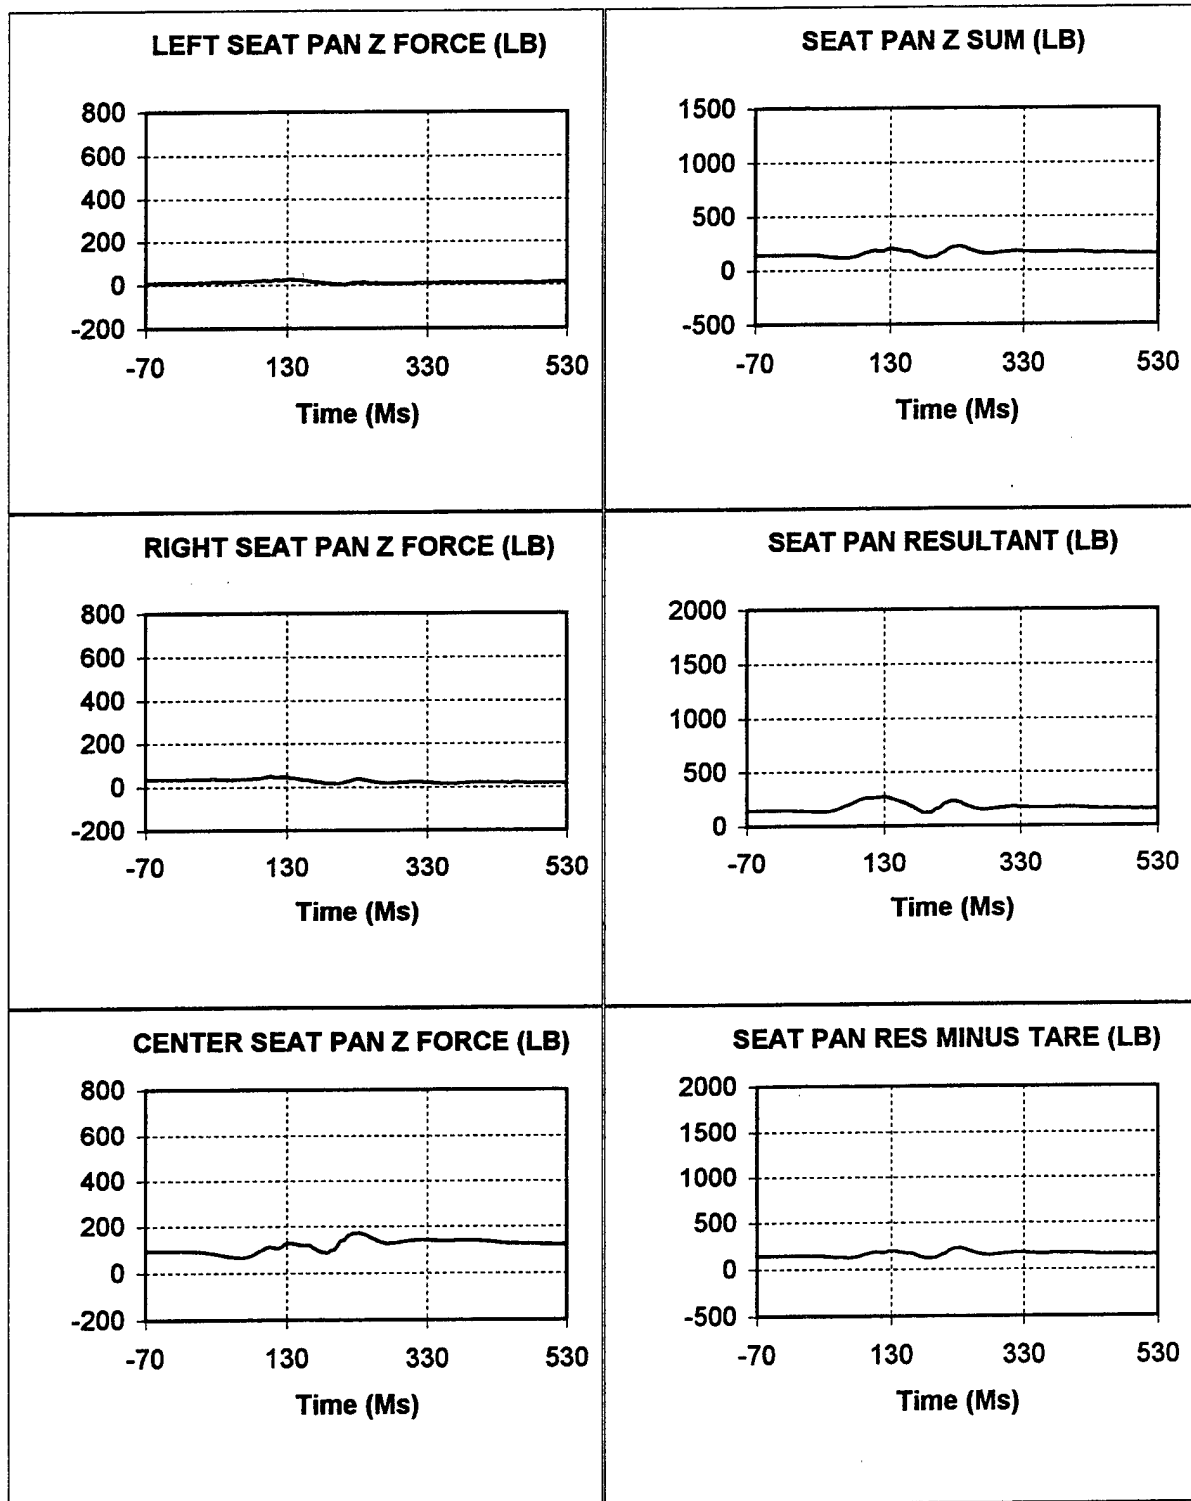 LEFT SEAT PAN Z FORCE (LB)
800
600
400
200
0
-200
-70 130 330 530
Time (Ms)
SEAT PAN Z SUM (LB)
1500
1000
500
0
-500
-70 130 330 530
Time (Ms)
RIGHT SEAT PAN Z FORCE (LB)
800
600
400
200
0
-200
-70 130 330 530
Time (Ms)
SEAT PAN RESULTANT (LB)
2000
1500
1000
500
0
-70 130 330 530
Time (Ms)
CENTER SEAT PAN Z FORCE (LB)
800
600
400
200
0
-200
-70 130 330 530
Time (Ms)
SEAT PAN RES MINUS TARE (LB)
2000
1500
1000
500
0
-500
-70 130 330 530
Time (Ms)